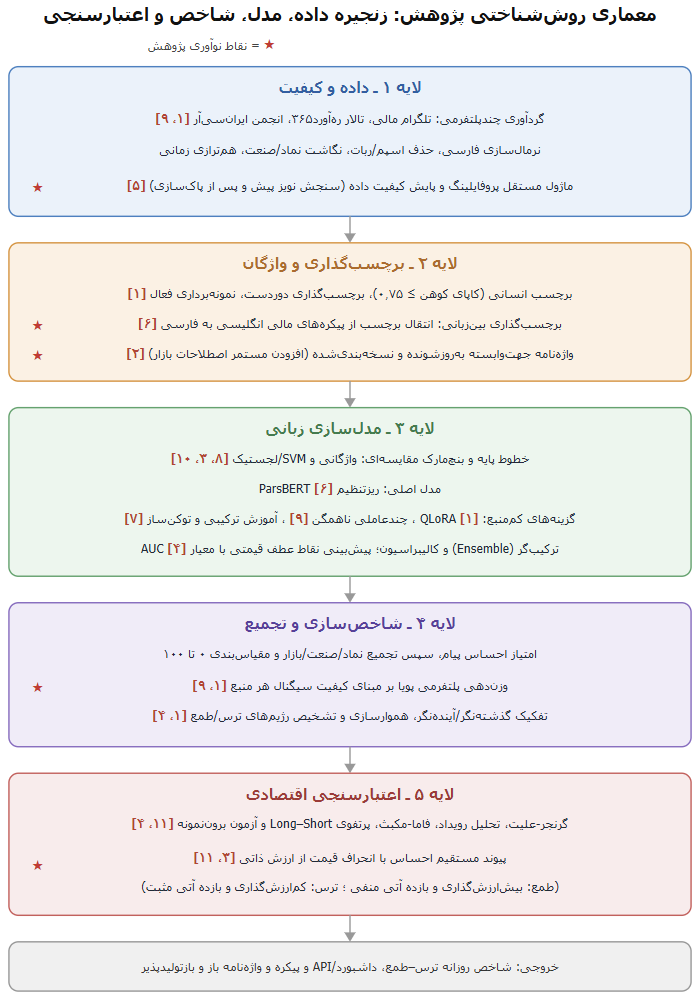 معماری روش‌شناختی پژوهش: زنجیره داده، مدل، شاخص و اعتبارسنجی
★ = نقاط نوآوری پژوهش
لایه ۱ ـ داده و کیفیت
گردآوری چندپلتفرمی: تلگرام مالی، تالار ره‌آورد۳۶۵، انجمن ایران‌سی‌آر [۱، ۹]
نرمال‌سازی فارسی، حذف اسپم/ربات، نگاشت نماد/صنعت، هم‌ترازی زمانی
ماژول مستقل پروفایلینگ و پایش کیفیت داده (سنجش نویز پیش و پس از پاک‌سازی) [۵] ★
لایه ۲ ـ برچسب‌گذاری و واژگان
برچسب انسانی (کاپای کوهن ≥ ۰٫۷۵)، برچسب‌گذاری دوردست، نمونه‌برداری فعال [۱]
برچسب‌گذاری بین‌زبانی: انتقال برچسب از پیکره‌های مالی انگلیسی به فارسی [۶] ★
واژه‌نامه جهت‌وابسته به‌روزشونده و نسخه‌بندی‌شده (افزودن مستمر اصطلاحات بازار) [۲] ★
لایه ۳ ـ مدل‌سازی زبانی
خطوط پایه و بنچ‌مارک مقایسه‌ای: واژگانی و SVM/لجستیک [۸، ۳، ۱۰]
مدل اصلی: ریزتنظیم ParsBERT [۶]
گزینه‌های کم‌منبع: QLoRA [۱] ، چندعاملی ناهمگن [۹] ، آموزش ترکیبی و توکن‌ساز [۷]
ترکیب‌گر (Ensemble) و کالیبراسیون؛ پیش‌بینی نقاط عطف قیمتی با معیار AUC [۴]
لایه ۴ ـ شاخص‌سازی و تجمیع
امتیاز احساس پیام، سپس تجمیع نماد/صنعت/بازار و مقیاس‌بندی ۰ تا ۱۰۰
وزن‌دهی پلتفرمی پویا بر مبنای کیفیت سیگنال هر منبع [۱، ۹] ★
تفکیک گذشته‌نگر/آینده‌نگر، هموارسازی و تشخیص رژیم‌های ترس/طمع [۱، ۴]
لایه ۵ ـ اعتبارسنجی اقتصادی
گرنجر-علیت، تحلیل رویداد، فاما-مکبث، پرتفوی Long–Short و آزمون برون‌نمونه [۱۱، ۴]
پیوند مستقیم احساس با انحراف قیمت از ارزش ذاتی [۳، ۱۱] ★
(طمع: بیش‌ارزش‌گذاری و بازده آتی منفی ؛ ترس: کم‌ارزش‌گذاری و بازده آتی مثبت)
خروجی: شاخص روزانه ترس–طمع، داشبورد/API و پیکره و واژه‌نامه باز و بازتولیدپذیر